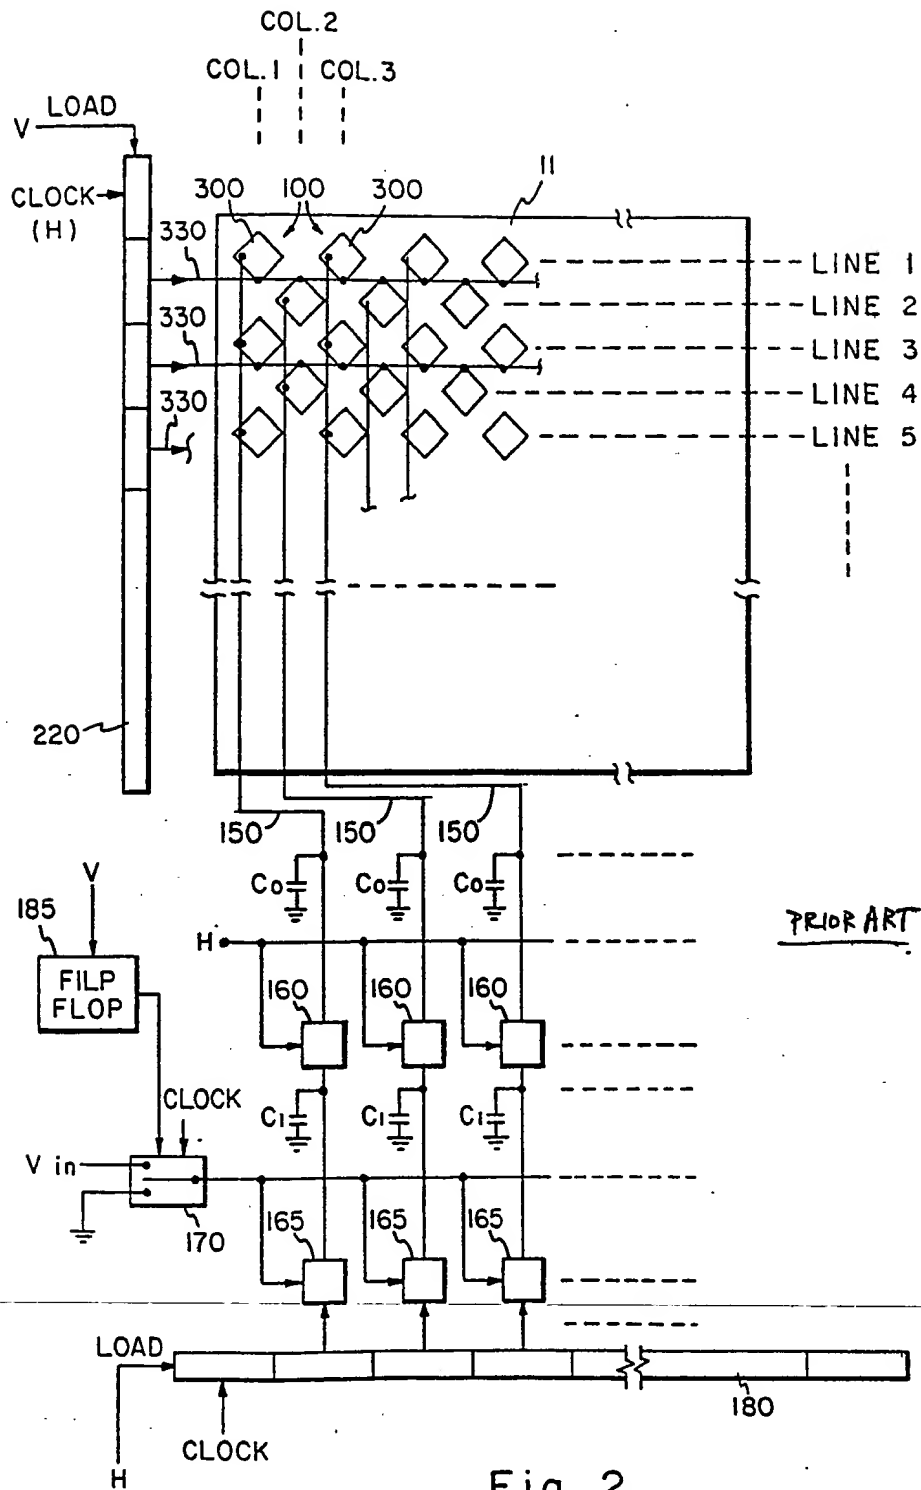 COL.2
COL.1 COL.3
LOAD
V
CLOCK
(H)
300 100 300 11
330
LINE 1
LINE 2
330
LINE 3
LINE 4
330
LINE 5
220
150 150 150
Co Co Co
V
185
H
PRIOR ART
FILP
FLOP
160 160 160
CLOCK
C1 C1 C1
V in
170
165 165 165
LOAD
180
CLOCK
H
Fig. 2